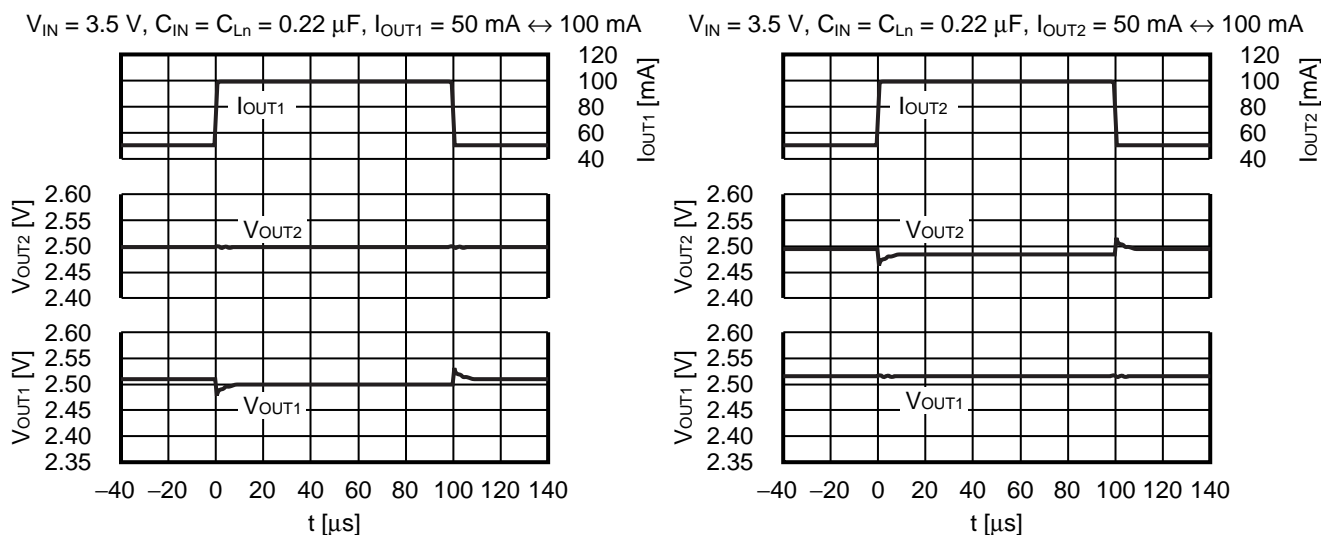 VIN = 3.5 V, CIN = CLn = 0.22 μF, IOUT1 = 50 mA ↔ 100 mA
120
100
80
60
40
IOUT1 [mA]
IOUT1
2.60
2.55
2.50
2.45
2.40
VOUT2 [V]
VOUT2
2.60
2.55
2.50
2.45
2.40
2.35
VOUT1 [V]
VOUT1
−40 −20 0 20 40 60 80 100 120 140
t [μs]
VIN = 3.5 V, CIN = CLn = 0.22 μF, IOUT2 = 50 mA ↔ 100 mA
120
100
80
60
40
IOUT2 [mA]
IOUT2
2.60
2.55
2.50
2.45
2.40
VOUT2 [V]
VOUT2
2.60
2.55
2.50
2.45
2.40
2.35
VOUT1 [V]
VOUT1
−40 −20 0 20 40 60 80 100 120 140
t [μs]